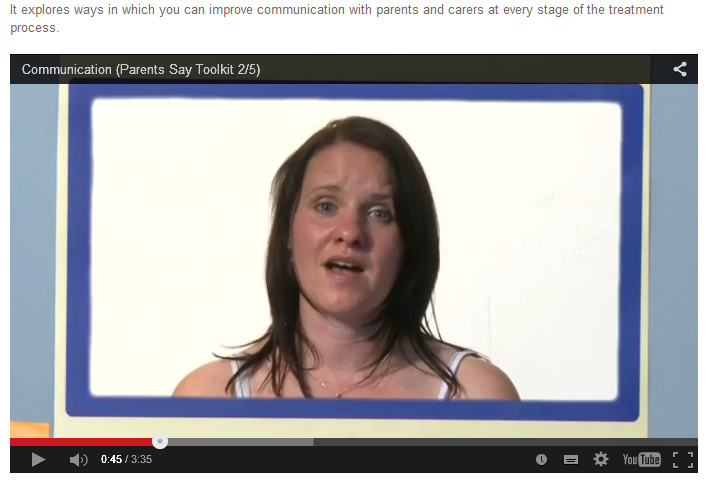 It explores ways in which you can improve communication with parents and carers at every stage of the treatment
process.
Communication (Parents Say Toolkit 2/5)
0:45 / 3:35
YouTube